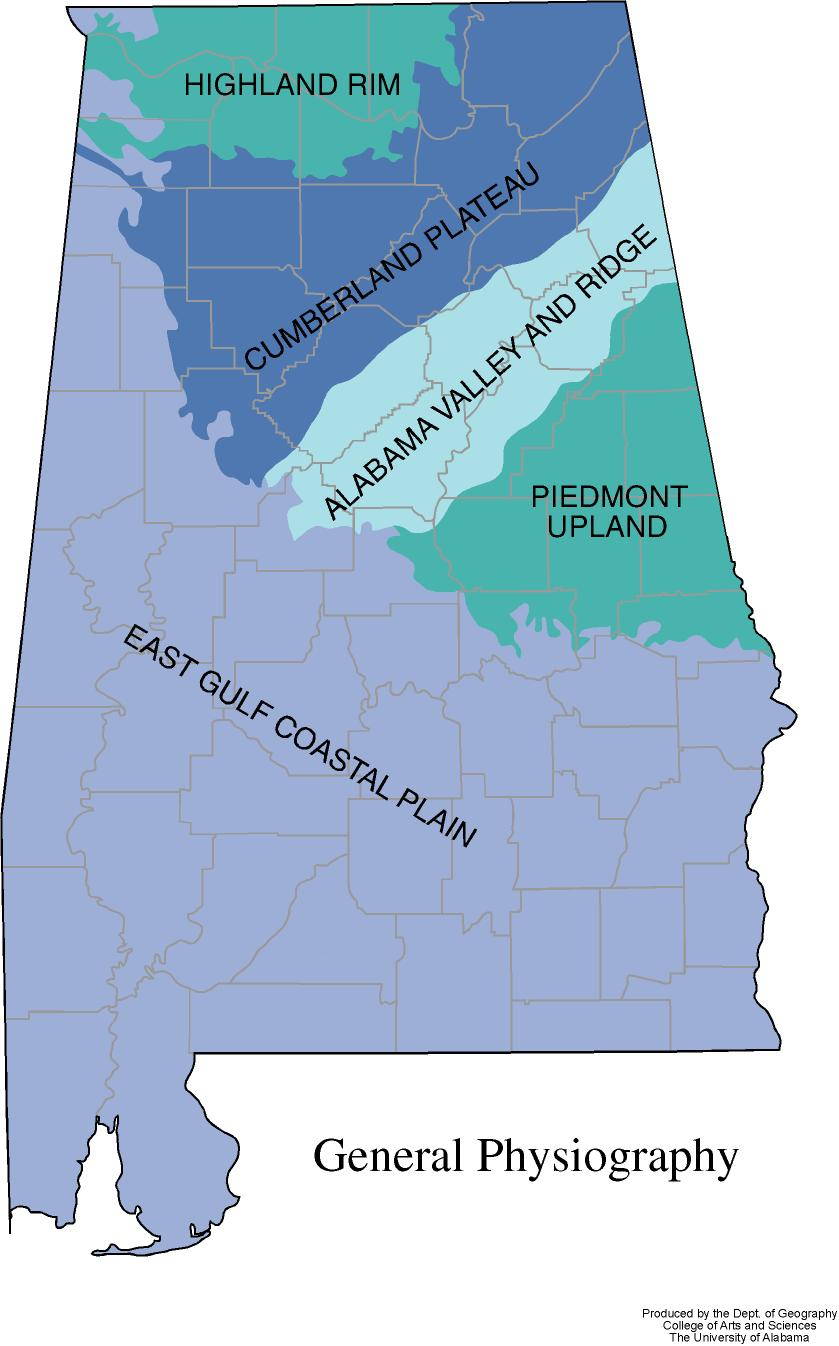 HIGHLAND RIM
CUMBERLAND PLATEAU
ALABAMA VALLEY AND RIDGE
PIEDMONT
UPLAND
EAST GULF COASTAL PLAIN
General Physiography
Produced by the Dept. of Geography
College of Arts and Sciences
The University of Alabama